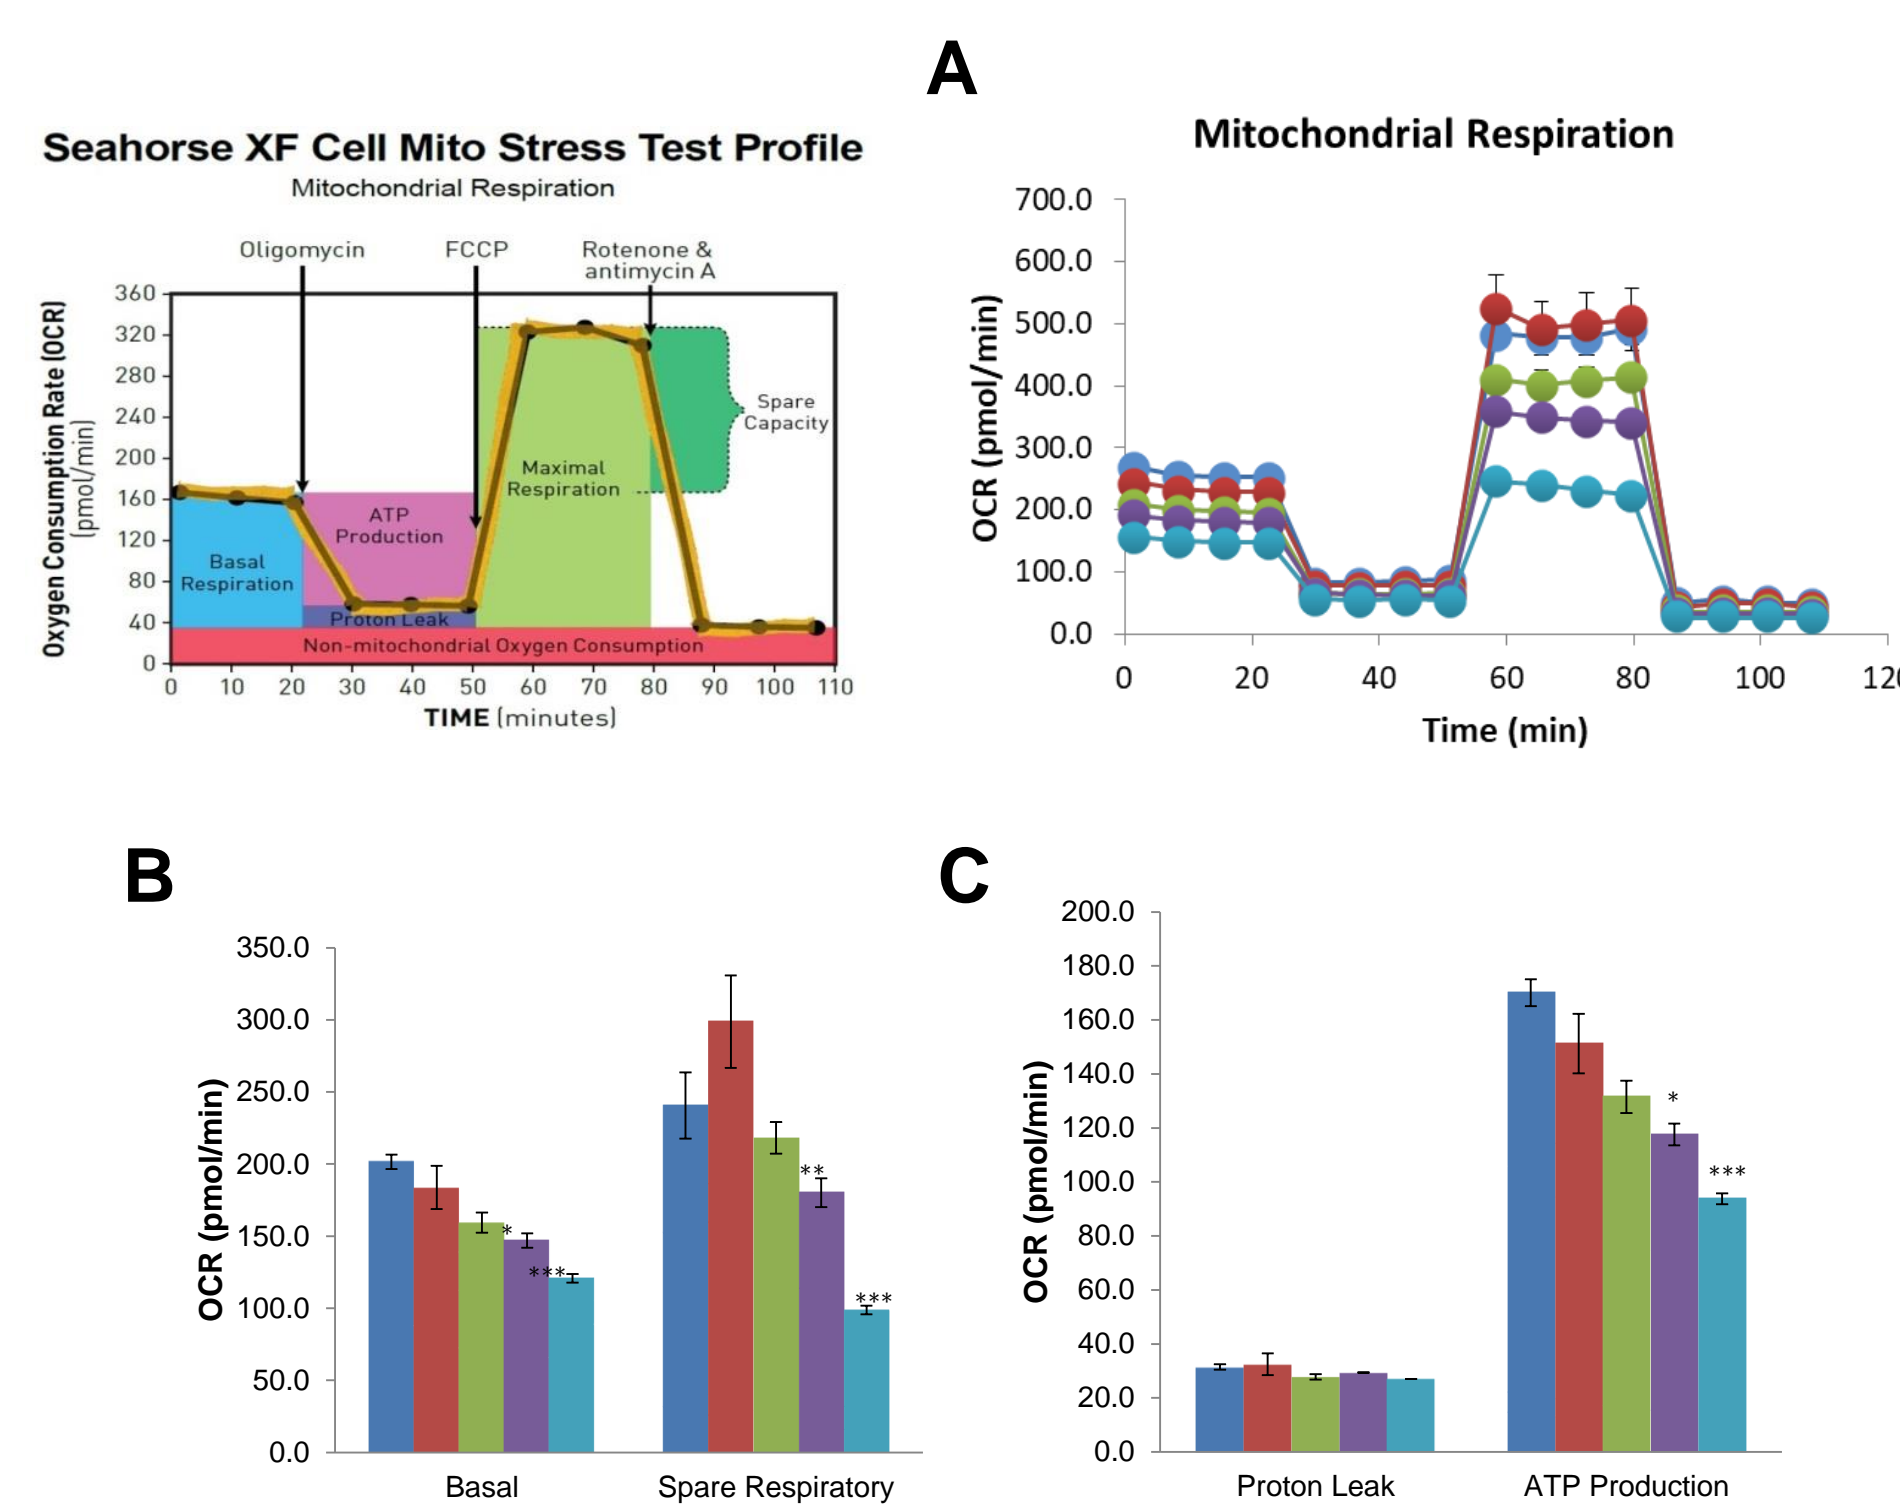 Seahorse XF Cell Mito Stress Test Profile
Mitochondrial Respiration
Oligomycin
FCCP
Rotenone &
antimycin A
Oxygen Consumption Rate (OCR)
(pmol/min)
360
320
280
240
200
160
120
80
40
0
Basal
Respiration
ATP
Production
Proton Leak
Maximal
Respiration
Spare
Capacity
Non-mitochondrial Oxygen Consumption
0 10 20 30 40 50 60 70 80 90 100 110
TIME (minutes)
A
Mitochondrial Respiration
OCR (pmol/min)
700.0
600.0
500.0
400.0
300.0
200.0
100.0
0.0
0 20 40 60 80 100
Time (min)
B
OCR (pmol/min)
350.0
300.0
250.0
200.0
150.0
100.0
50.0
0.0
*
***
**
***
Basal Spare Respiratory
C
OCR (pmol/min)
200.0
180.0
160.0
140.0
120.0
100.0
80.0
60.0
40.0
20.0
0.0
*
***
Proton Leak ATP Production